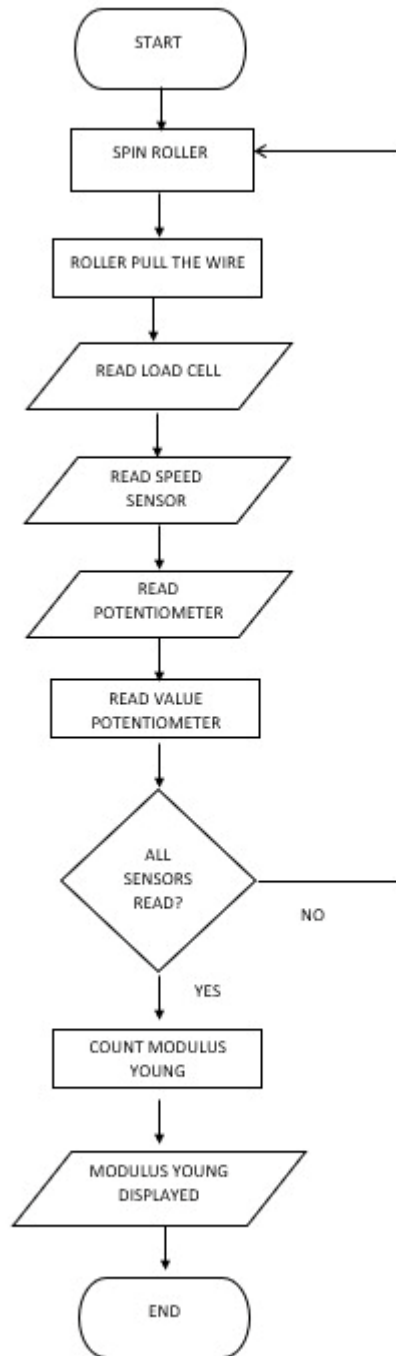 START
SPIN ROLLER
ROLLER PULL THE WIRE
READ LOAD CELL
READ SPEED
SENSOR
READ
POTENTIOMETER
READ VALUE
POTENTIOMETER
ALL
SENSORS
READ?
NO
YES
COUNT MODULUS
YOUNG
MODULUS YOUNG
DISPLAYED
END